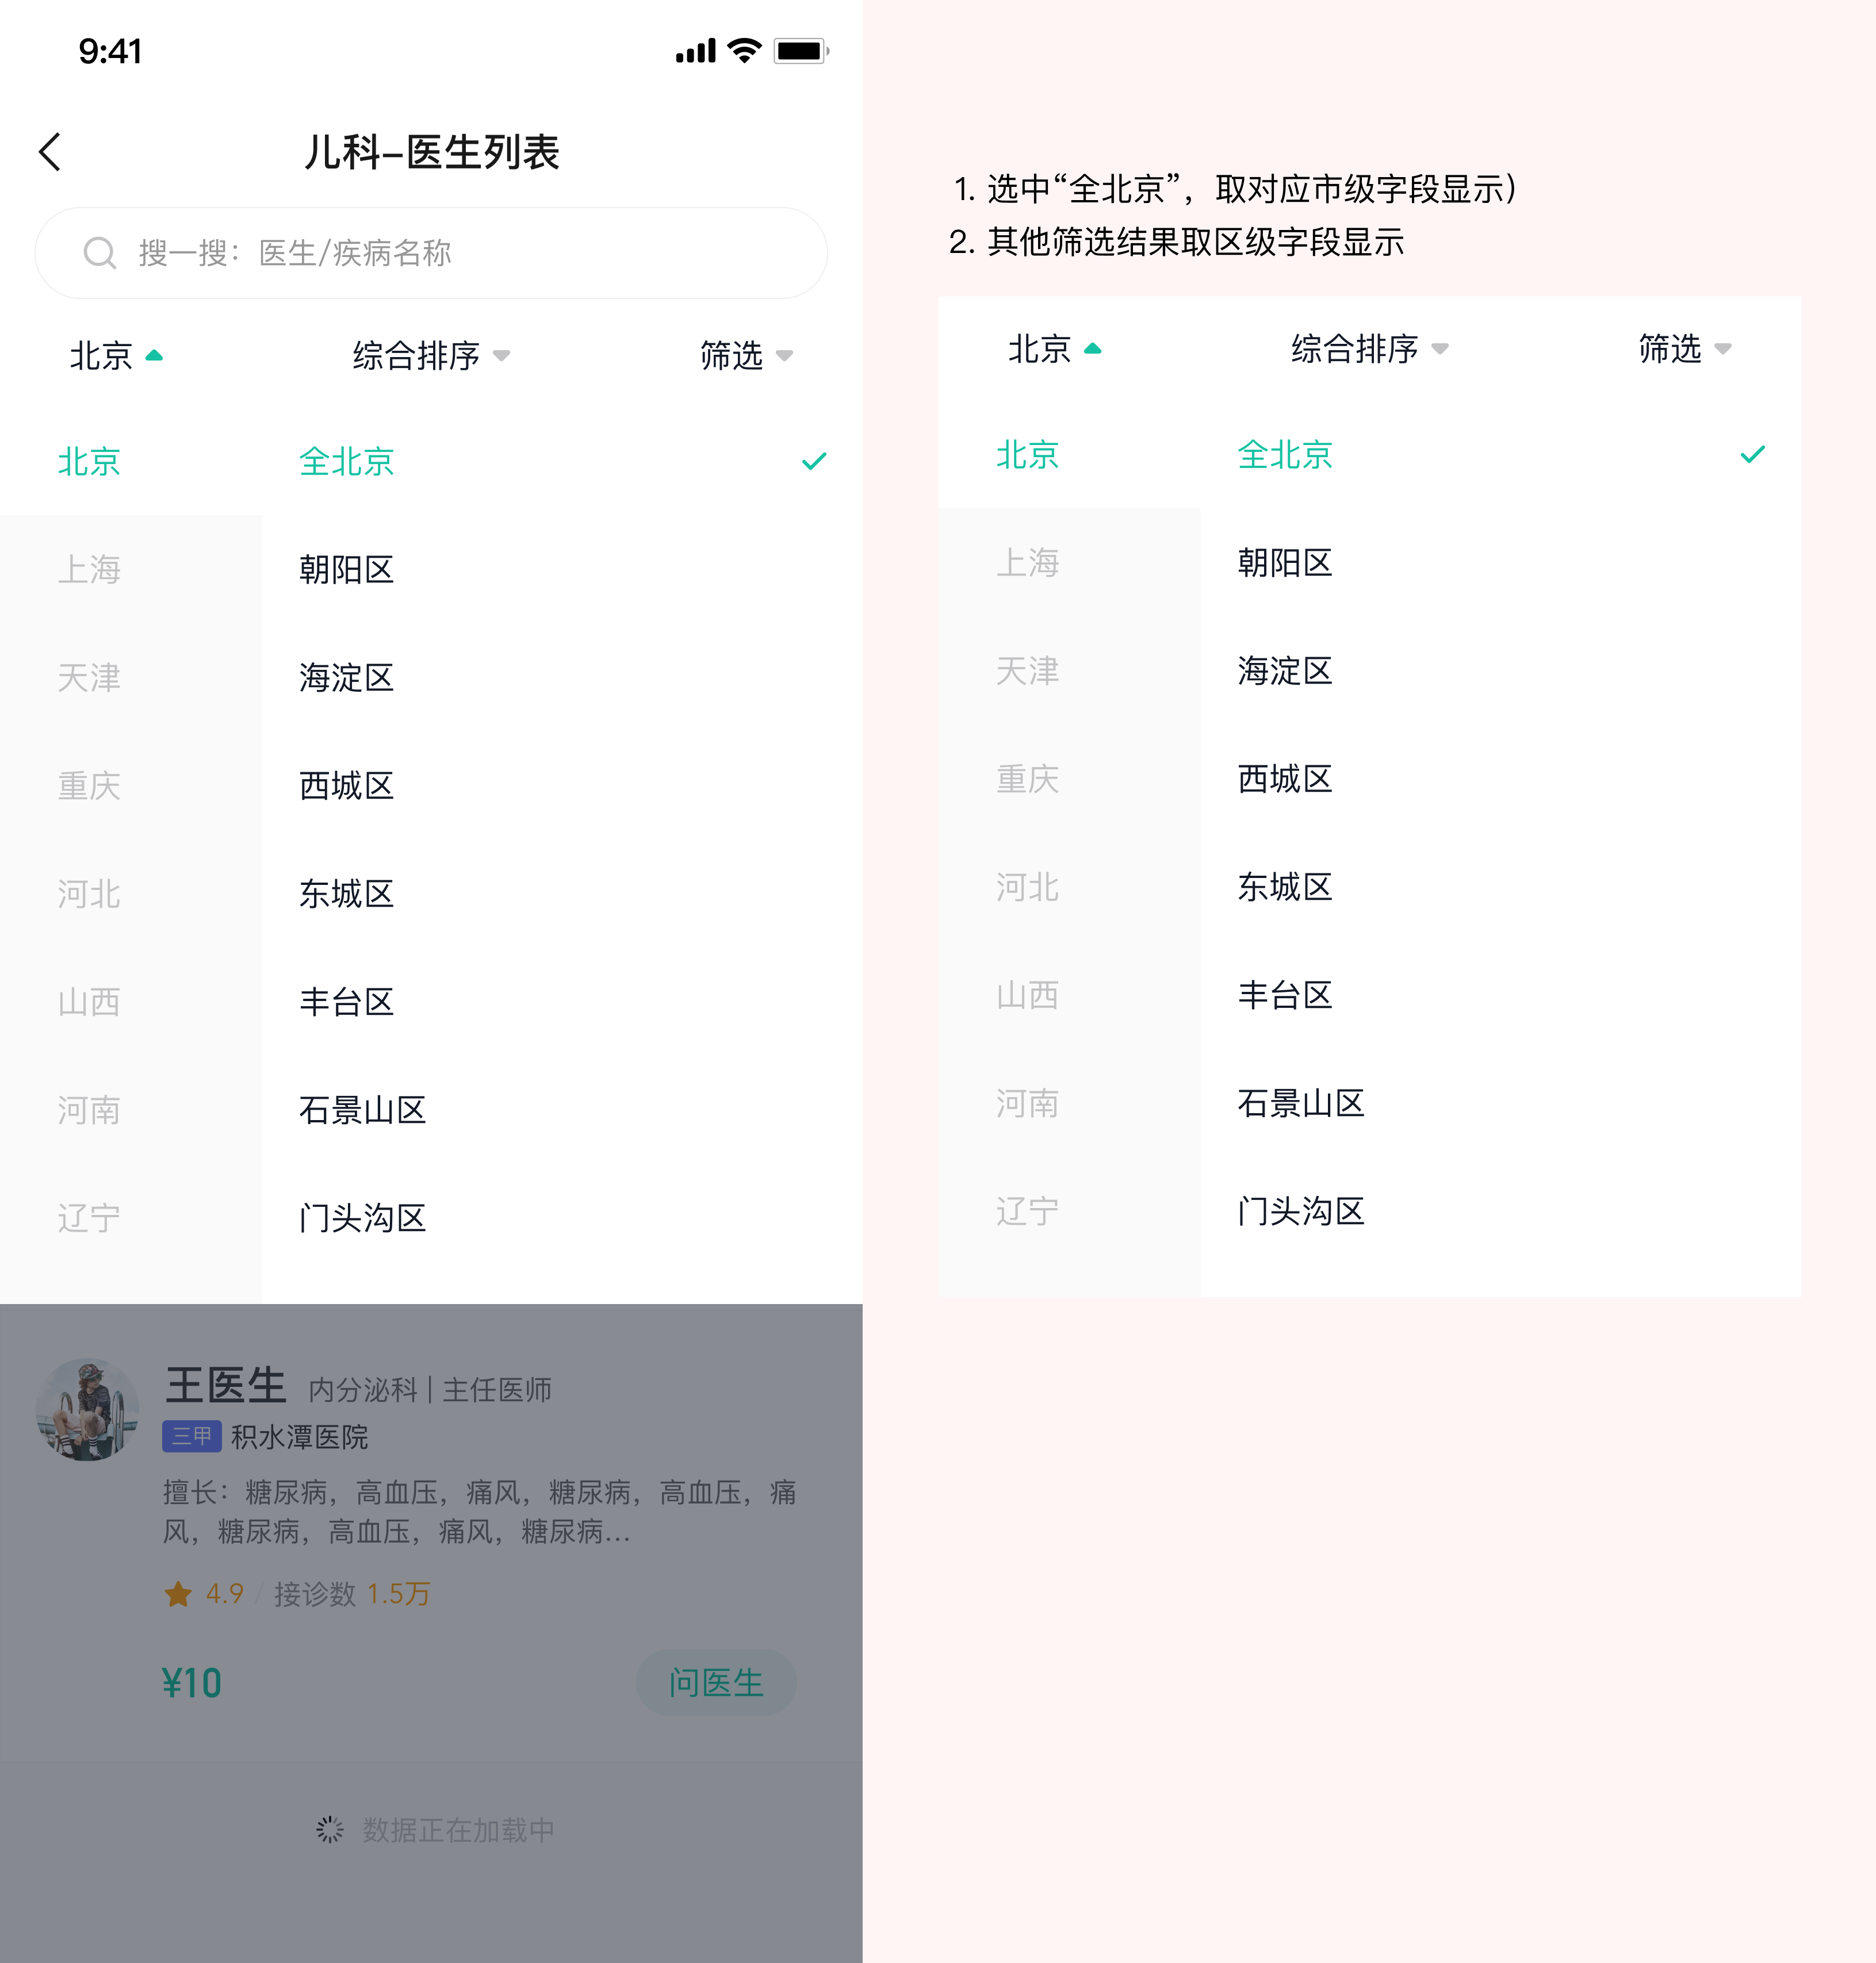 9:41
儿科-医生列表
搜一搜：医生/疾病名称
北京 综合排序 筛选
北京 全北京
上海 朝阳区
天津 海淀区
重庆 西城区
河北 东城区
山西 丰台区
河南 石景山区
辽宁 门头沟区
王医生 内分泌科 | 主任医师
三甲 积水潭医院
擅长：糖尿病，高血压，痛风，糖尿病，高血压，痛
风，糖尿病，高血压，痛风，糖尿病...
4.9 / 接诊数 1.5万
¥10 问医生
数据正在加载中
1. 选中“全北京”，取对应市级字段显示）
2. 其他筛选结果取区级字段显示
北京 综合排序 筛选
北京 全北京
上海 朝阳区
天津 海淀区
重庆 西城区
河北 东城区
山西 丰台区
河南 石景山区
辽宁 门头沟区